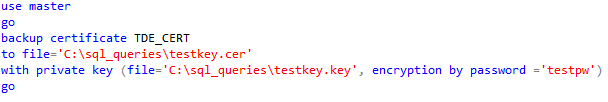 use master
go
backup certificate TDE_CERT
to file='C:\sql_queries\testkey.cer'
with private key (file='C:\sql_queries\testkey.key', encryption by password ='testpw')
go